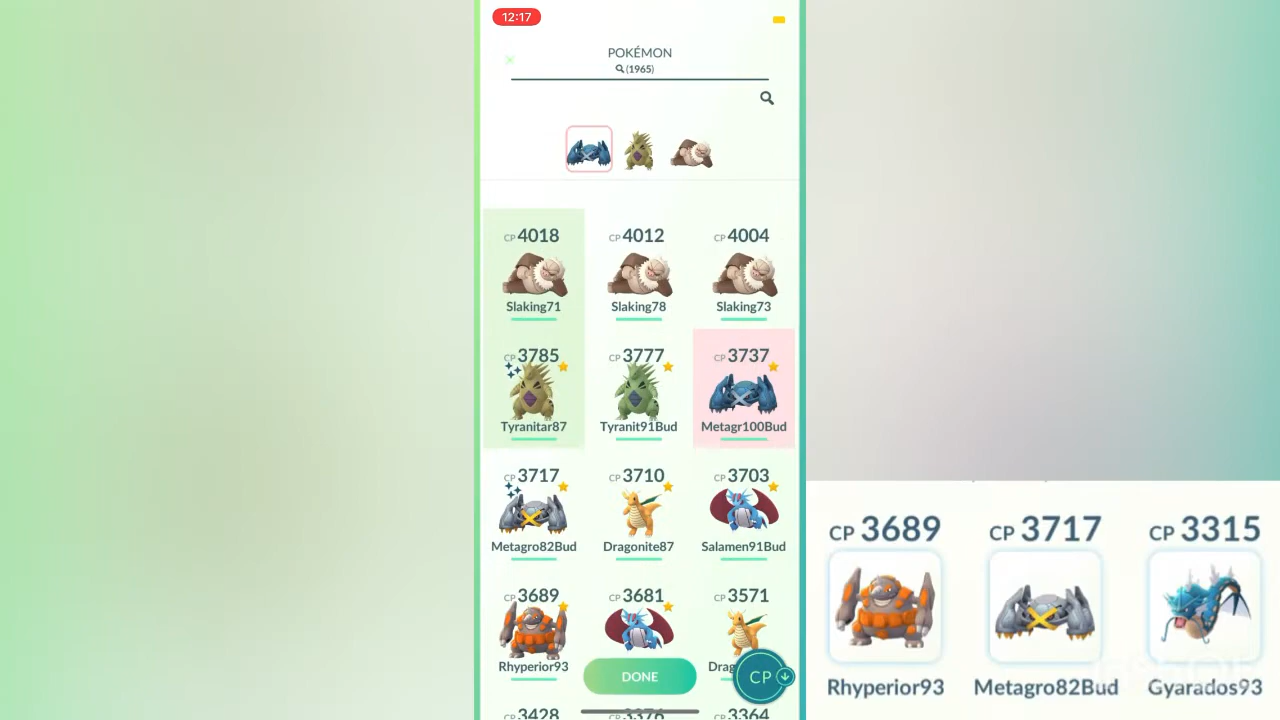 12:17
POKÉMON
(1965)
CP 4018 CP 4012 CP 4004
Slaking71 Slaking78 Slaking73
CP 3785 CP 3777 CP 3737
Tyranitar87 Tyranit91Bud Metagr100Bud
CP 3717 CP 3710 CP 3703
Metagro82Bud Dragonite87 Salamen91Bud
CP 3689 CP 3681 CP 3571
Rhyperior93 Drag
DONE
CP
3428 3376 3364
CP 3689 CP 3717 CP 3315
Rhyperior93 Metagro82Bud Gyarados93